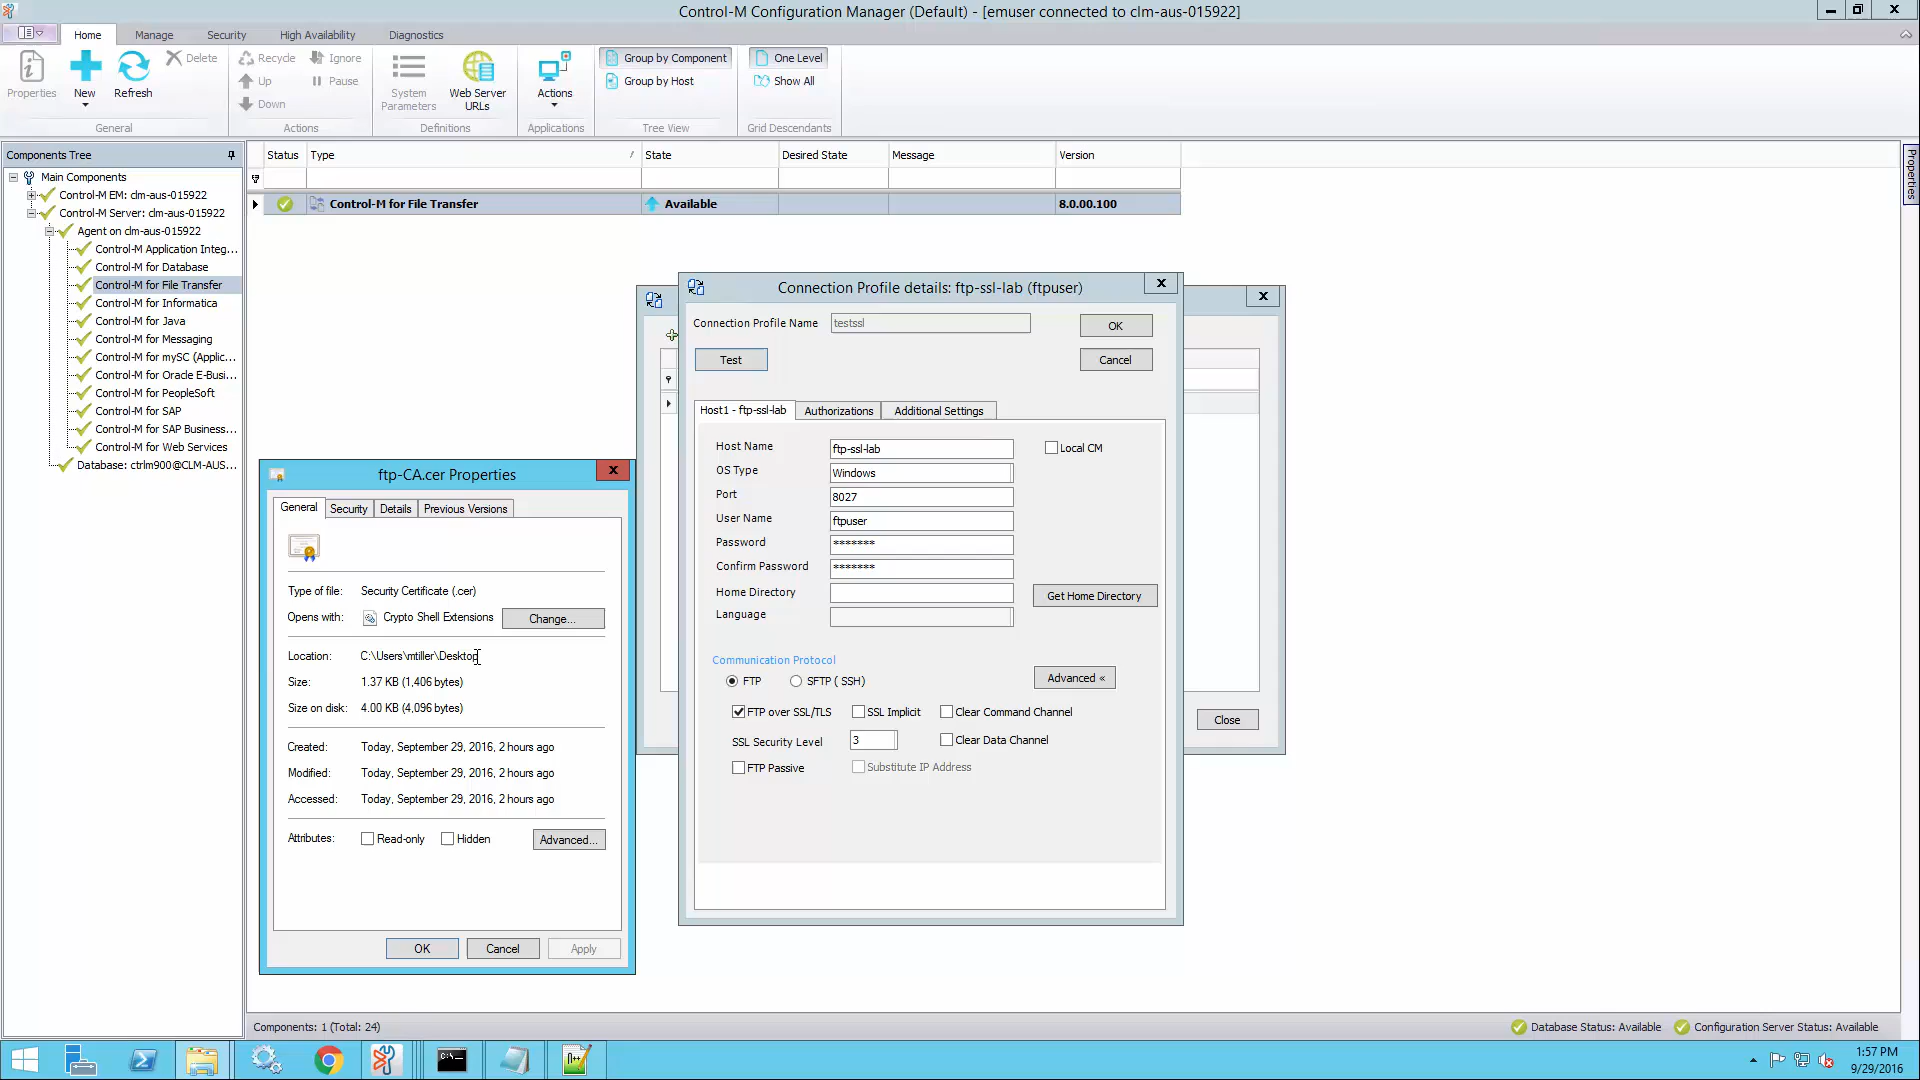 Control-M Configuration Manager (Default) - [emuser connected to clm-aus-015922]
Home
Manage
Security
High Availability
Diagnostics
Properties
New
Refresh
Delete
General
Recycle
Up
Down
Ignore
Pause
Actions
System
Parameters
Web Server
URLs
Definitions
Actions
Applications
Group by Component
Group by Host
Tree View
One Level
Show All
Grid Descendants
Components Tree
Main Components
Control-M EM: clm-aus-015922
Control-M Server: clm-aus-015922
Agent on clm-aus-015922
Control-M Application Integ...
Control-M for Database
Control-M for File Transfer
Control-M for Informatica
Control-M for Java
Control-M for Messaging
Control-M for mySC (Applic...
Control-M for Oracle E-Busi...
Control-M for PeopleSoft
Control-M for SAP
Control-M for SAP Business...
Control-M for Web Services
Database: ctrlm900@CLM-AUS...
Status
Type
State
Desired State
Message
Version
Control-M for File Transfer
Available
8.0.00.100
Properties
Connection Profile details: ftp-ssl-lab (ftpuser)
Connection Profile Name
testssl
OK
Test
Cancel
Host1 - ftp-ssl-lab
Authorizations
Additional Settings
Host Name
ftp-ssl-lab
Local CM
OS Type
Windows
Port
8027
User Name
ftpuser
Password
*******
Confirm Password
*******
Home Directory
Get Home Directory
Language
Communication Protocol
FTP
SFTP ( SSH)
Advanced «
FTP over SSL/TLS
SSL Implicit
Clear Command Channel
SSL Security Level
3
Clear Data Channel
FTP Passive
Substitute IP Address
Close
ftp-CA.cer Properties
General
Security
Details
Previous Versions
Type of file:
Security Certificate (.cer)
Opens with:
Crypto Shell Extensions
Change...
Location:
C:\Users\mtiller\Desktop
Size:
1.37 KB (1,406 bytes)
Size on disk:
4.00 KB (4,096 bytes)
Created:
Today, September 29, 2016, 2 hours ago
Modified:
Today, September 29, 2016, 2 hours ago
Accessed:
Today, September 29, 2016, 2 hours ago
Attributes:
Read-only
Hidden
Advanced...
OK
Cancel
Apply
Components: 1 (Total: 24)
Database Status: Available
Configuration Server Status: Available
1:57 PM
9/29/2016